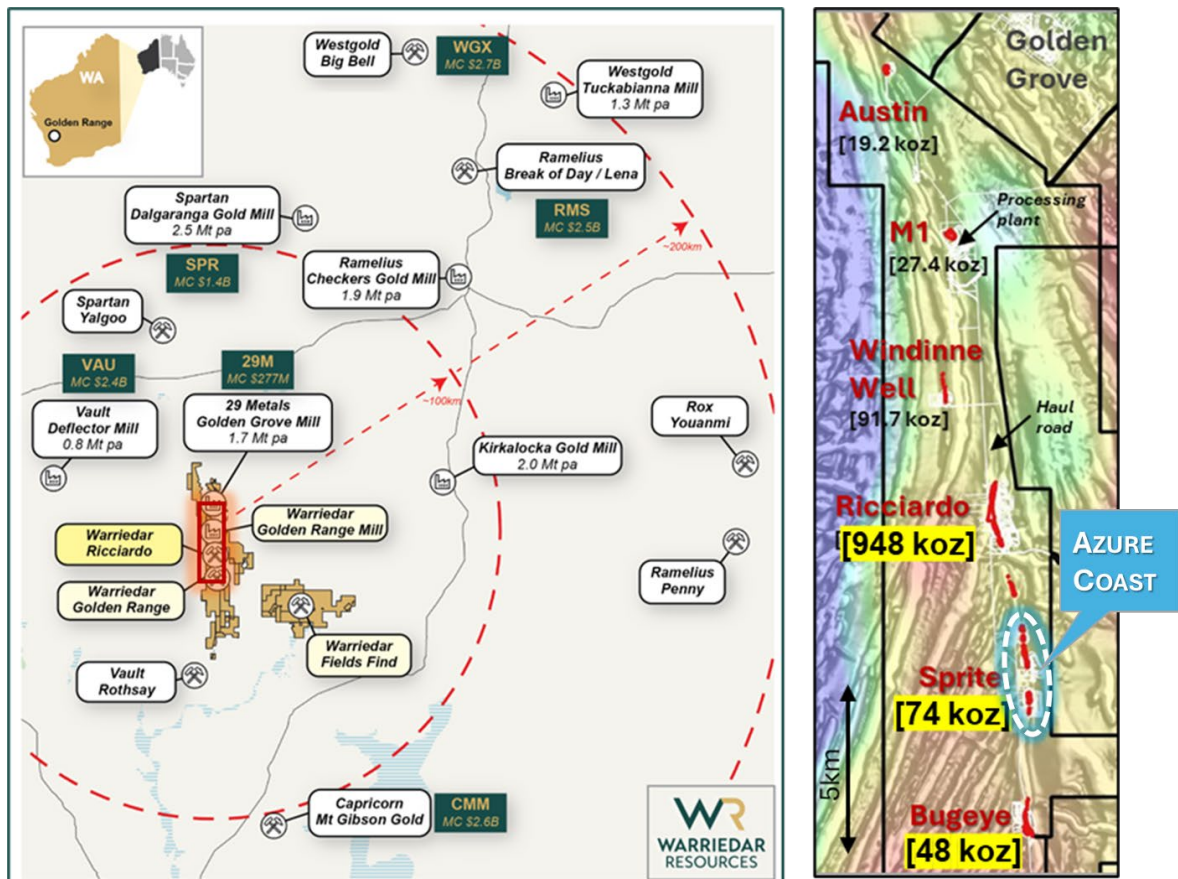 WA
Golden Range
Westgold
Big Bell
WGX
MC $2.7B
Westgold
Tuckabianna Mill
1.3 Mt pa
Ramelius
Break of Day / Lena
RMS
MC $2.5B
Spartan
Dalgaranga Gold Mill
2.5 Mt pa
SPR
MC $1.4B
Ramelius
Checkers Gold Mill
1.9 Mt pa
~200km
Spartan
Yalgoo
VAU
MC $2.4B
29M
MC $277M
~100km
Vault
Deflector Mill
0.8 Mt pa
29 Metals
Golden Grove Mill
1.7 Mt pa
Rox
Youanmi
Kirkalocka Gold Mill
2.0 Mt pa
Warriedar
Ricciardo
Warriedar
Golden Range Mill
Warriedar
Golden Range
Ramelius
Penny
Warriedar
Fields Find
Vault
Rothsay
Capricorn
Mt Gibson Gold
CMM
MC $2.6B
WR
WARRIEDAR
RESOURCES
Golden
Grove
Austin
[19.2 koz]
Processing
plant
M1
[27.4 koz]
Windinne
Well
[91.7 koz]
Haul
road
Ricciardo
[948 koz]
AZURE
COAST
Sprite
[74 koz]
5km
Bugeye
[48 koz]